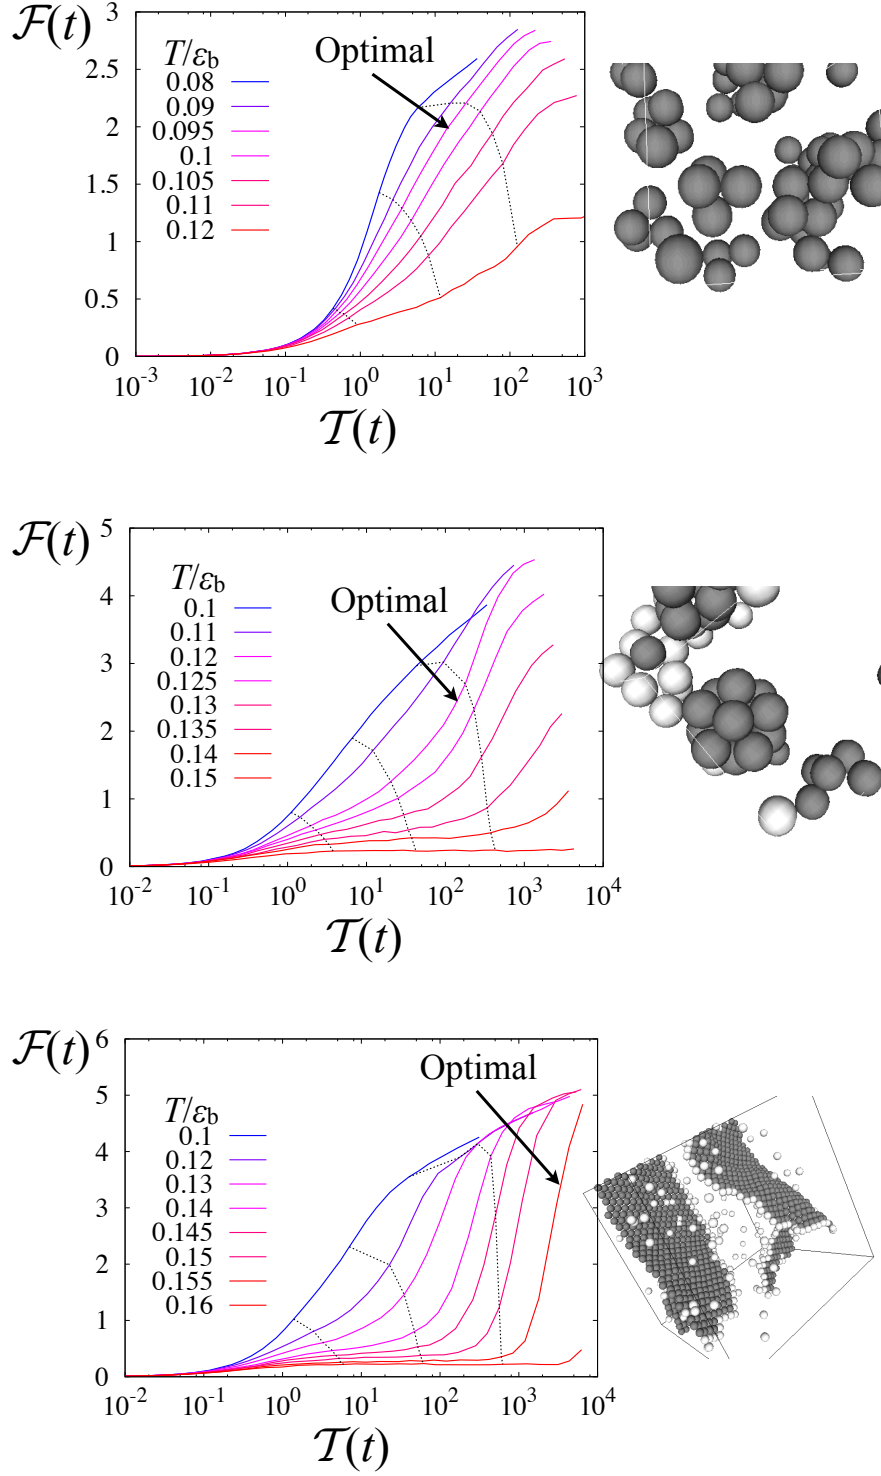 𝓕(t)
3
2.5
2
1.5
1
0.5
0
T/εb
0.08
0.09
0.095
0.1
0.105
0.11
0.12
Optimal
10⁻³ 10⁻² 10⁻¹ 10⁰ 10¹ 10² 10³
𝓣(t)
𝓕(t)
5
4
3
2
1
0
T/εb
0.1
0.11
0.12
0.125
0.13
0.135
0.14
0.15
Optimal
10⁻² 10⁻¹ 10⁰ 10¹ 10² 10³ 10⁴
𝓣(t)
𝓕(t)
6
5
4
3
2
1
0
Optimal
T/εb
0.1
0.12
0.13
0.14
0.145
0.15
0.155
0.16
10⁻² 10⁻¹ 10⁰ 10¹ 10² 10³ 10⁴
𝓣(t)